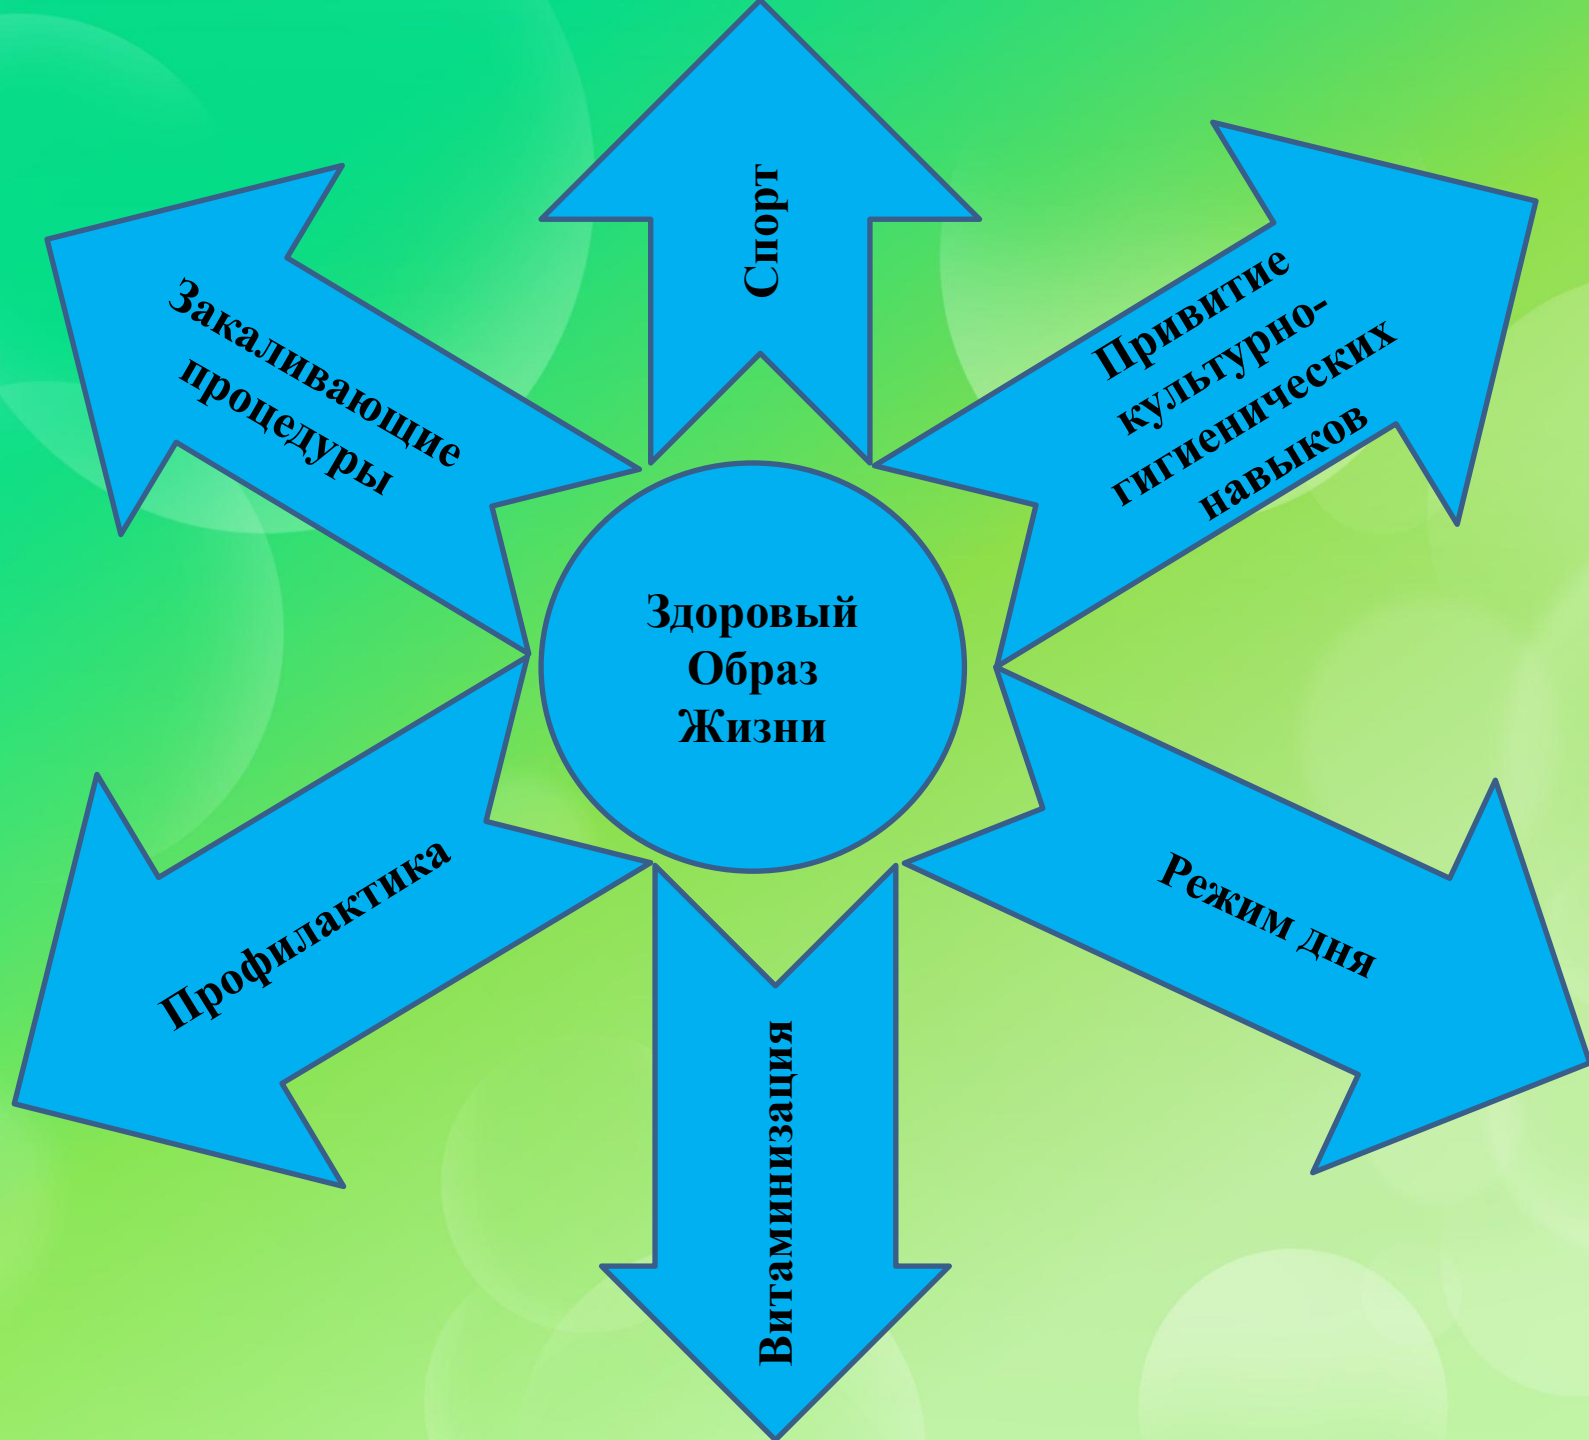 Спорт
Закаливающие
процедуры
Привитие
культурно-
гигиенических
навыков
Здоровый
Образ
Жизни
Профилактика
Режим дня
Витаминизация